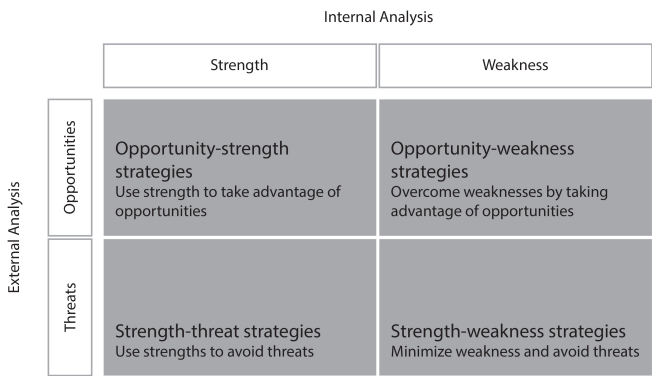 Internal Analysis
Strength
Weakness
External Analysis
Opportunities
Opportunity-strength
strategies
Use strength to take advantage of
opportunities
Opportunity-weakness
strategies
Overcome weaknesses by taking
advantage of opportunities
Threats
Strength-threat strategies
Use strengths to avoid threats
Strength-weakness strategies
Minimize weakness and avoid threats